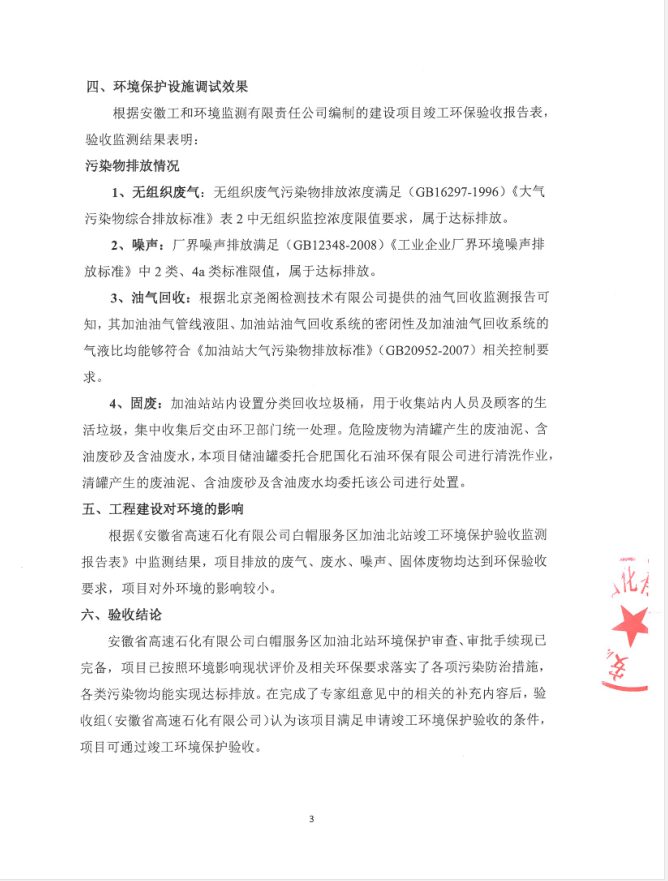 四、环境保护设施调试效果
根据安徽工和环境监测有限责任公司编制的建设项目竣工环保验收报告表，
验收监测结果表明：
污染物排放情况
1、无组织废气：无组织废气污染物排放浓度满足（GB16297-1996）《大气
污染物综合排放标准》表 2 中无组织监控浓度限值要求，属于达标排放。
2、噪声：厂界噪声排放满足（GB12348-2008）《工业企业厂界环境噪声排
放标准》中 2 类、4a 类标准限值，属于达标排放。
3、油气回收：根据北京尧阁检测技术有限公司提供的油气回收监测报告可
知，其加油油气管线液阻、加油站油气回收系统的密闭性及加油油气回收系统的
气液比均能够符合《加油站大气污染物排放标准》（GB20952-2007）相关控制要
求。
4、固废：加油站站内设置分类回收垃圾桶，用于收集站内人员及顾客的生
活垃圾，集中收集后交由环卫部门统一处理。危险废物为清罐产生的废油泥、含
油废砂及含油废水，本项目储油罐委托合肥国化石油环保有限公司进行清洗作业，
清罐产生的废油泥、含油废砂及含油废水均委托该公司进行处置。
五、工程建设对环境的影响
根据《安徽省高速石化有限公司白帽服务区加油北站竣工环境保护验收监测
报告表》中监测结果，项目排放的废气、废水、噪声、固体废物均达到环保验收
要求，项目对外环境的影响较小。
六、验收结论
安徽省高速石化有限公司白帽服务区加油北站环境保护审查、审批手续现已
完备，项目已按照环境影响现状评价及相关环保要求落实了各项污染防治措施，
各类污染物均能实现达标排放。在完成了专家组意见中的相关的补充内容后，验
收组（安徽省高速石化有限公司）认为该项目满足申请竣工环境保护验收的条件，
项目可通过竣工环境保护验收。
化
安
3